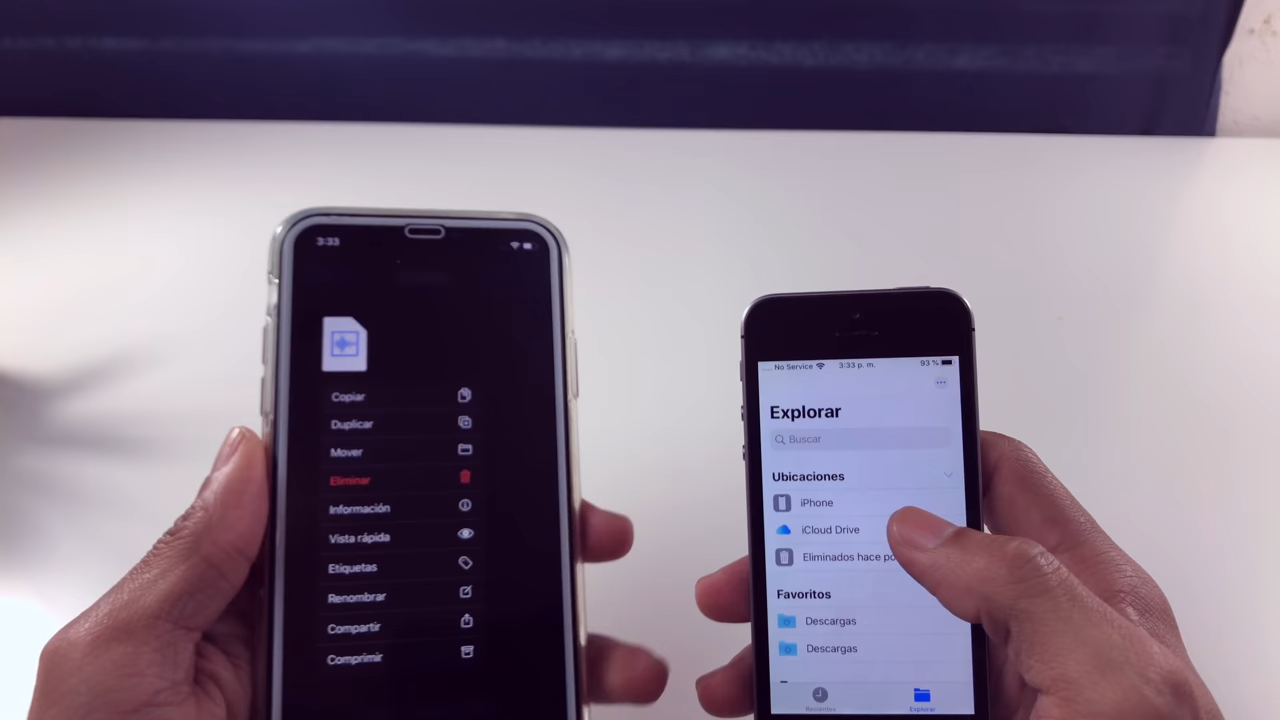 3:33
Copiar
Duplicar
Mover
Eliminar
Información
Vista rápida
Etiquetas
Renombrar
Compartir
Comprimir
No Service 3:33 p. m. 93 %
Explorar
Buscar
Ubicaciones
iPhone
iCloud Drive
Eliminados hace
Favoritos
Descargas
Descargas
Recientes Explorar